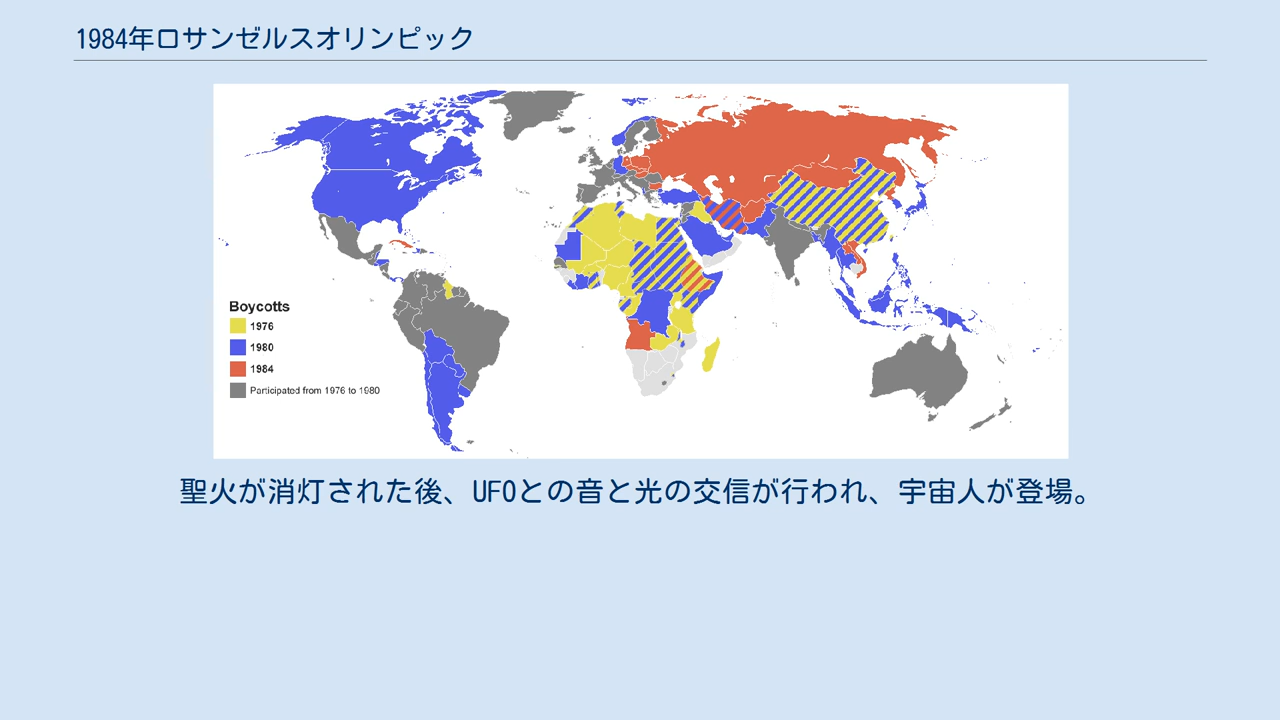 1984年ロサンゼルスオリンピック
Boycotts
1976
1980
1984
Participated from 1976 to 1980
聖火が消灯された後、UFOとの音と光の交信が行われ、宇宙人が登場。